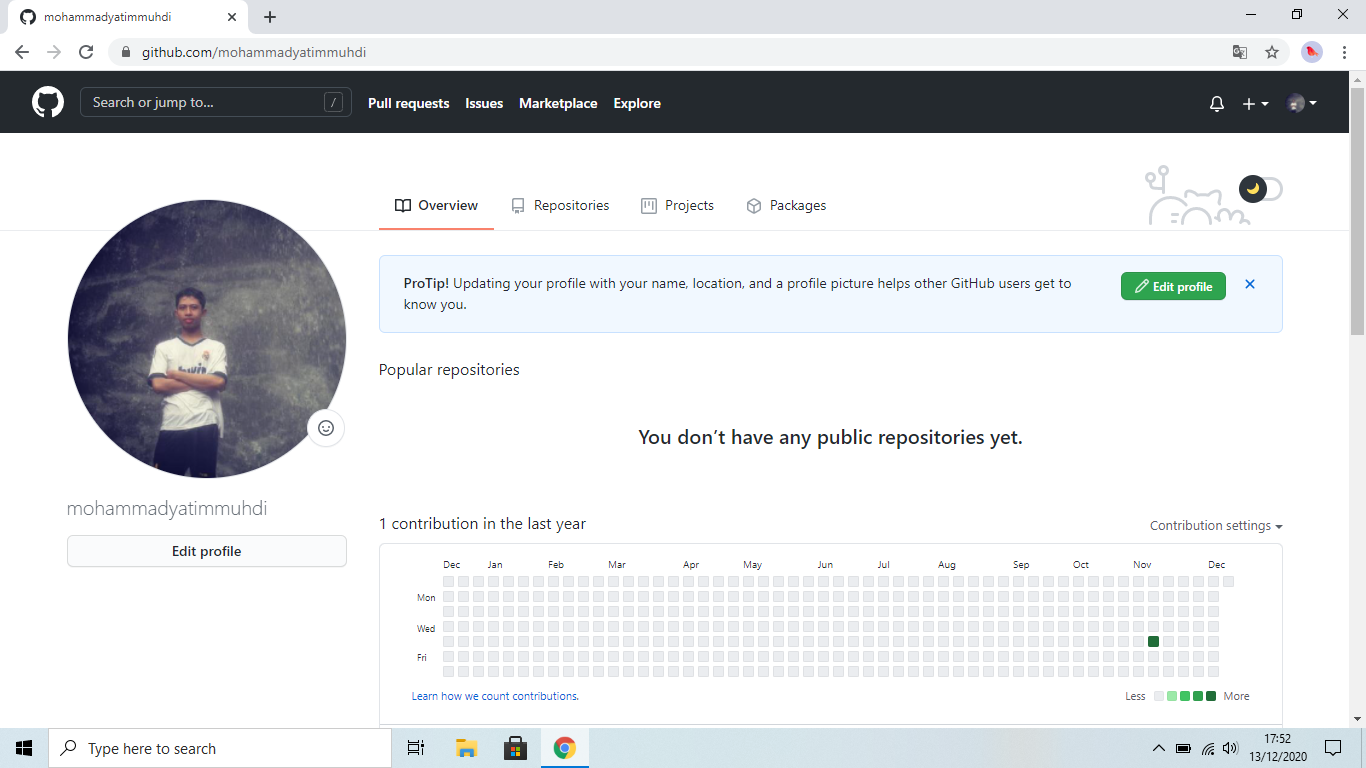 mohammadyatimmuhdi
github.com/mohammadyatimmuhdi
Search or jump to...
/
Pull requests
Issues
Marketplace
Explore
Overview
Repositories
Projects
Packages
ProTip! Updating your profile with your name, location, and a profile picture helps other GitHub users get to
know you.
Edit profile
Popular repositories
You don’t have any public repositories yet.
mohammadyatimmuhdi
Edit profile
1 contribution in the last year
Contribution settings
Dec Jan Feb Mar Apr May Jun Jul Aug Sep Oct Nov Dec
Mon
Wed
Fri
Learn how we count contributions.
Less
More
Type here to search
17:52
13/12/2020